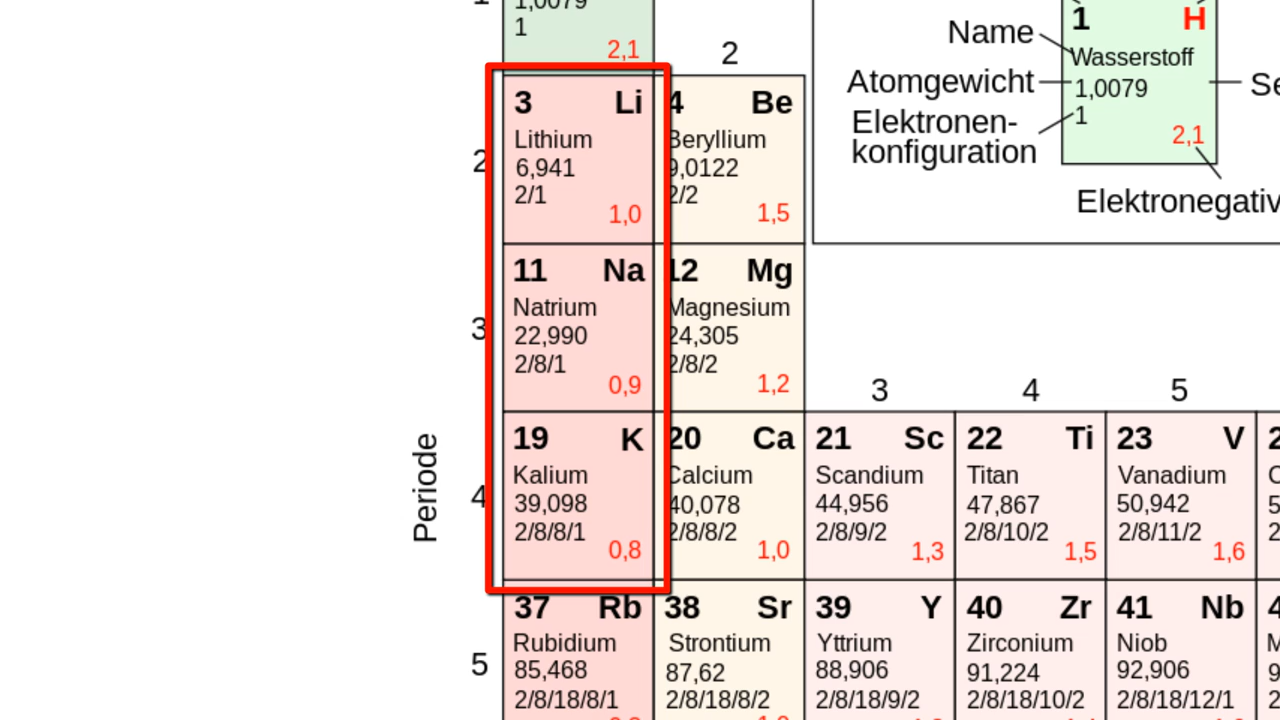 1,0079
1
2,1
2
Name
Atomgewicht
Elektronen-
konfiguration
1 H
Wasserstoff
1,0079
1
2,1
Elektronegativ
3 Li
Lithium
6,941
2/1
1,0
4 Be
Beryllium
9,0122
2/2
1,5
2
11 Na
Natrium
22,990
2/8/1
0,9
12 Mg
Magnesium
24,305
2/8/2
1,2
3
3
4
5
Periode
4
19 K
Kalium
39,098
2/8/8/1
0,8
20 Ca
Calcium
40,078
2/8/8/2
1,0
21 Sc
Scandium
44,956
2/8/9/2
1,3
22 Ti
Titan
47,867
2/8/10/2
1,5
23 V
Vanadium
50,942
2/8/11/2
1,6
5
37 Rb
Rubidium
85,468
2/8/18/8/1
38 Sr
Strontium
87,62
2/8/18/8/2
39 Y
Yttrium
88,906
2/8/18/9/2
40 Zr
Zirconium
91,224
2/8/18/10/2
41 Nb
Niob
92,906
2/8/18/12/1